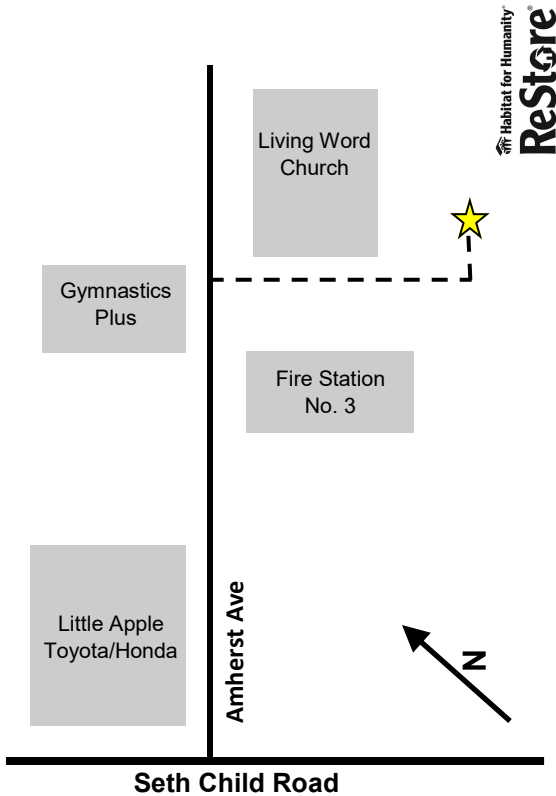 Habitat for Humanity®
ReStore®
Living Word
Church
Gymnastics
Plus
Fire Station
No. 3
Little Apple
Toyota/Honda
Amherst Ave
N
Seth Child Road